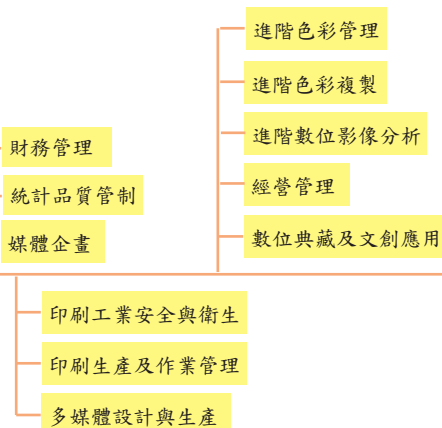 進階色彩管理
進階色彩複製
進階數位影像分析
經營管理
數位典藏及文創應用
財務管理
統計品質管制
媒體企畫
印刷工業安全與衛生
印刷生產及作業管理
多媒體設計與生產